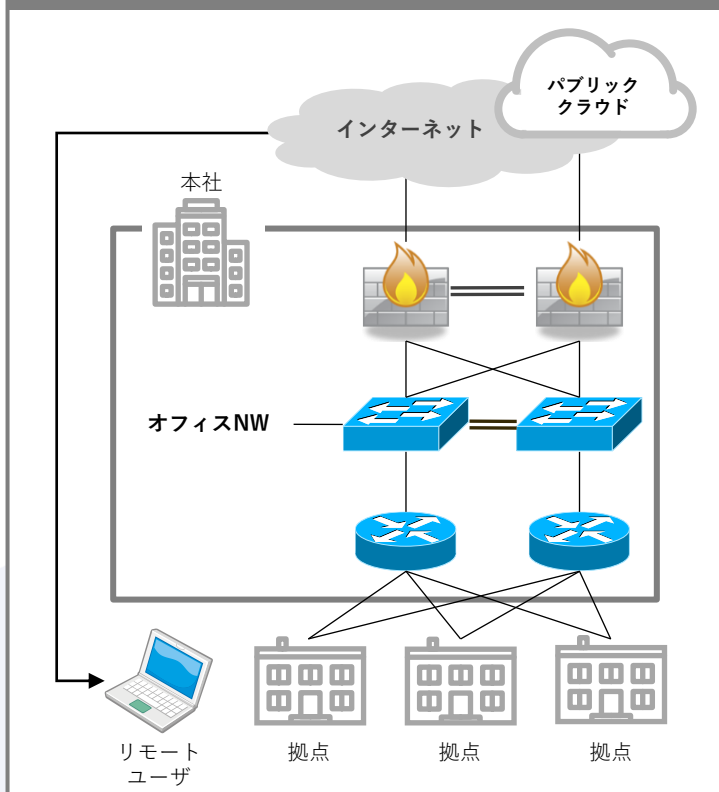 パブリック
クラウド
インターネット
本社
オフィスNW
リモート
ユーザ
拠点
拠点
拠点